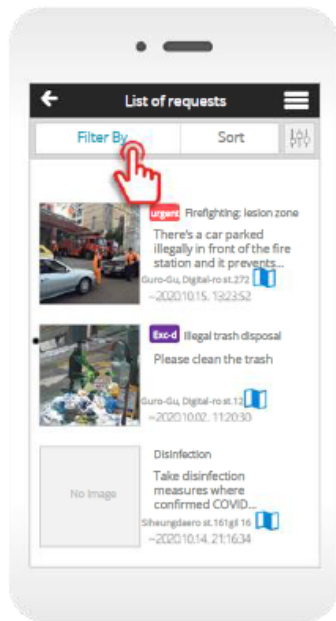 List of requests
Filter By
Sort
urgent Firefighting: lesion zone
There's a car parked
illegally in front of the fire
station and it prevents...
Guro-Gu, Digital-ro st.272
~2020.10.15. 13:23:52
Exc-d Illegal trash disposal
Please clean the trash
Guro-Gu, Digital-ro st.12
~2020.10.02. 11:20:30
No Image
Disinfection
Take disinfection
measures where
confirmed COVID...
Siheungdaero st.161gil 16
~2020.10.14. 21:16:34